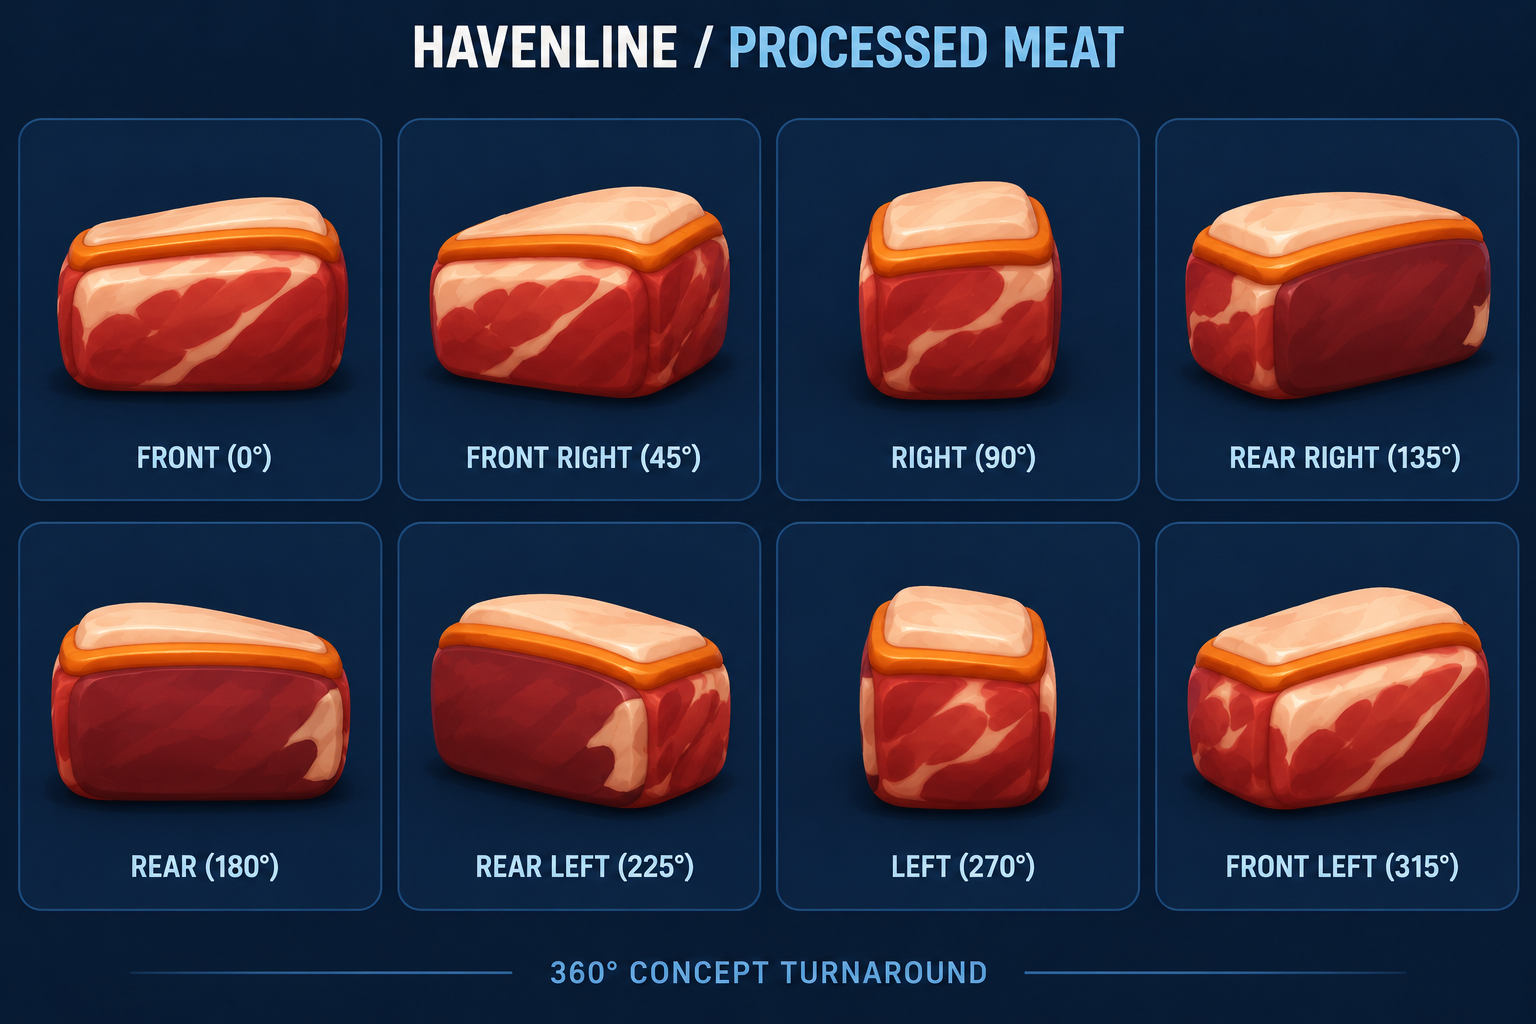 HAVENLINE / PROCESSED MEAT
FRONT (0°)
FRONT RIGHT (45°)
RIGHT (90°)
REAR RIGHT (135°)
REAR (180°)
REAR LEFT (225°)
LEFT (270°)
FRONT LEFT (315°)
360° CONCEPT TURNAROUND